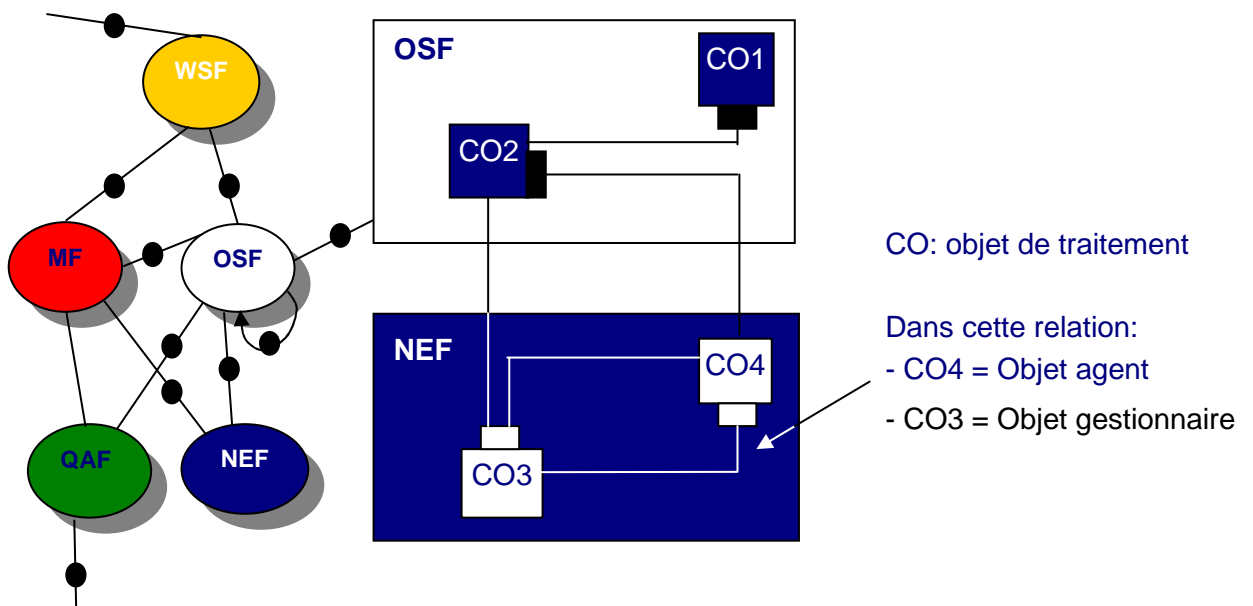 WSF
MF
OSF
QAF
NEF
OSF
CO1
CO2
NEF
CO4
CO3
CO: objet de traitement
Dans cette relation:
- CO4 = Objet agent
- CO3 = Objet gestionnaire